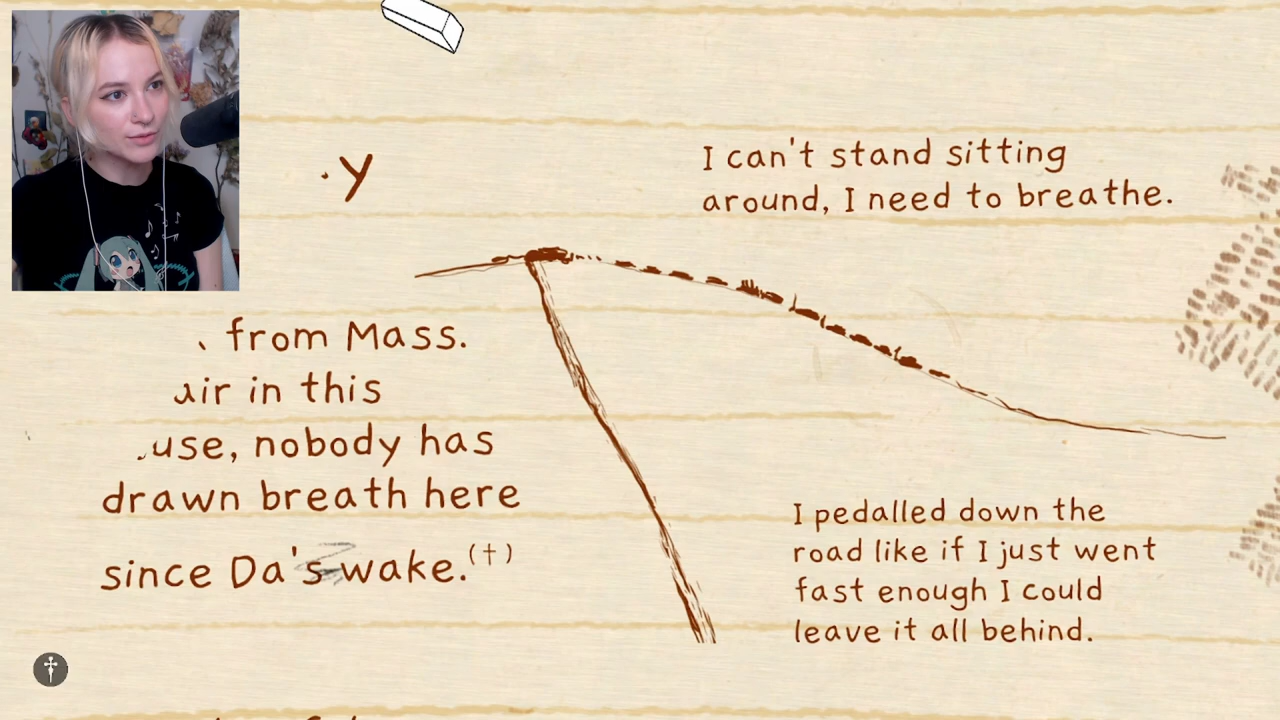 y
I can't stand sitting
around, I need to breathe.
from Mass.
air in this
use, nobody has
drawn breath here
since Da's wake.(†)
I pedalled down the
road like if I just went
fast enough I could
leave it all behind.